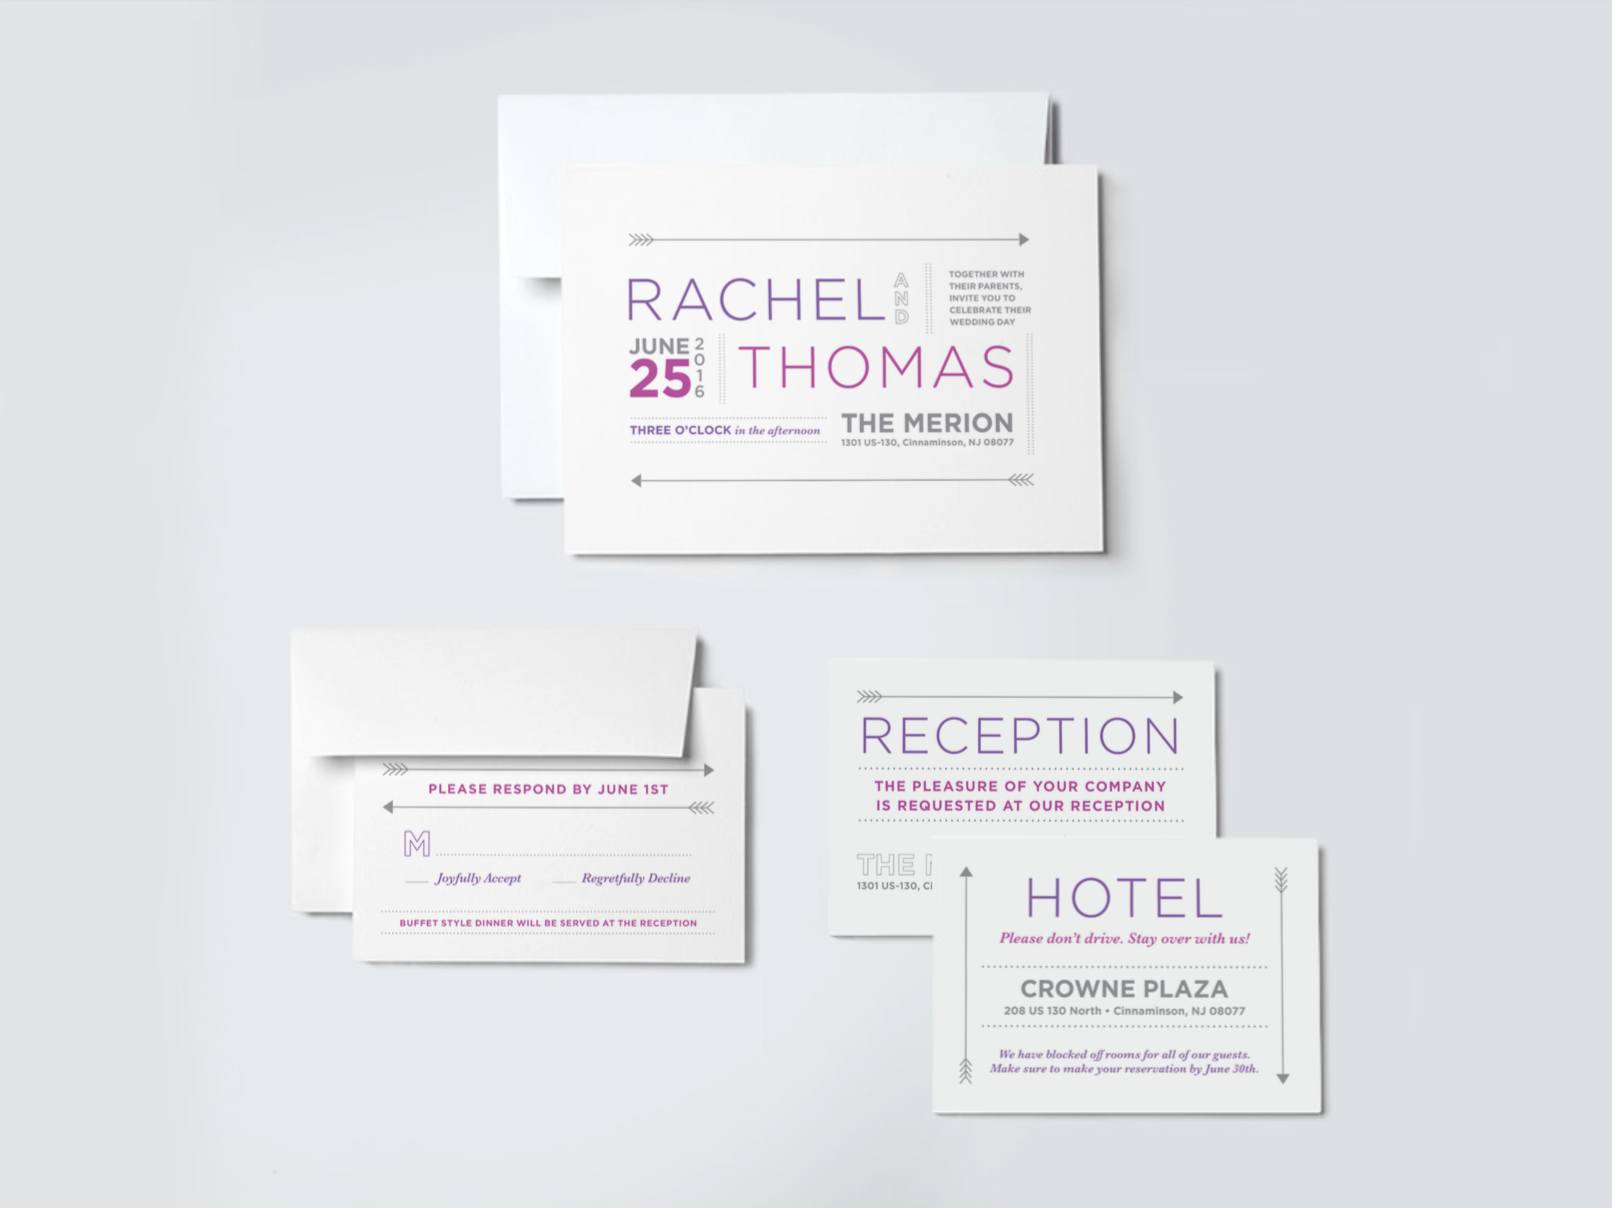 RACHEL AND
TOGETHER WITH
THEIR PARENTS,
INVITE YOU TO
CELEBRATE THEIR
WEDDING DAY
JUNE 2016
25
THOMAS
THREE O'CLOCK in the afternoon
THE MERION
1301 US-130, Cinnaminson, NJ 08077
PLEASE RESPOND BY JUNE 1ST
M
Joyfully Accept
Regretfully Decline
BUFFET STYLE DINNER WILL BE SERVED AT THE RECEPTION
RECEPTION
THE PLEASURE OF YOUR COMPANY
IS REQUESTED AT OUR RECEPTION
THE
1301 US-130, Ci
HOTEL
Please don't drive. Stay over with us!
CROWNE PLAZA
208 US 130 North • Cinnaminson, NJ 08077
We have blocked off rooms for all of our guests.
Make sure to make your reservation by June 30th.